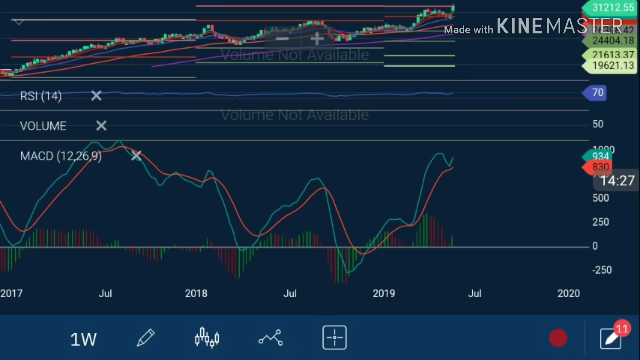 31212.55
Made with KINEMASTER
24404.18
Volume Not Available
21613.37
19621.13
RSI (14)
70
Volume Not Available
VOLUME
50
MACD (12,26,9)
1000
934
830
14:27
500
250
0
-250
2017 Jul 2018 Jul 2019 Jul 2020
1W
11